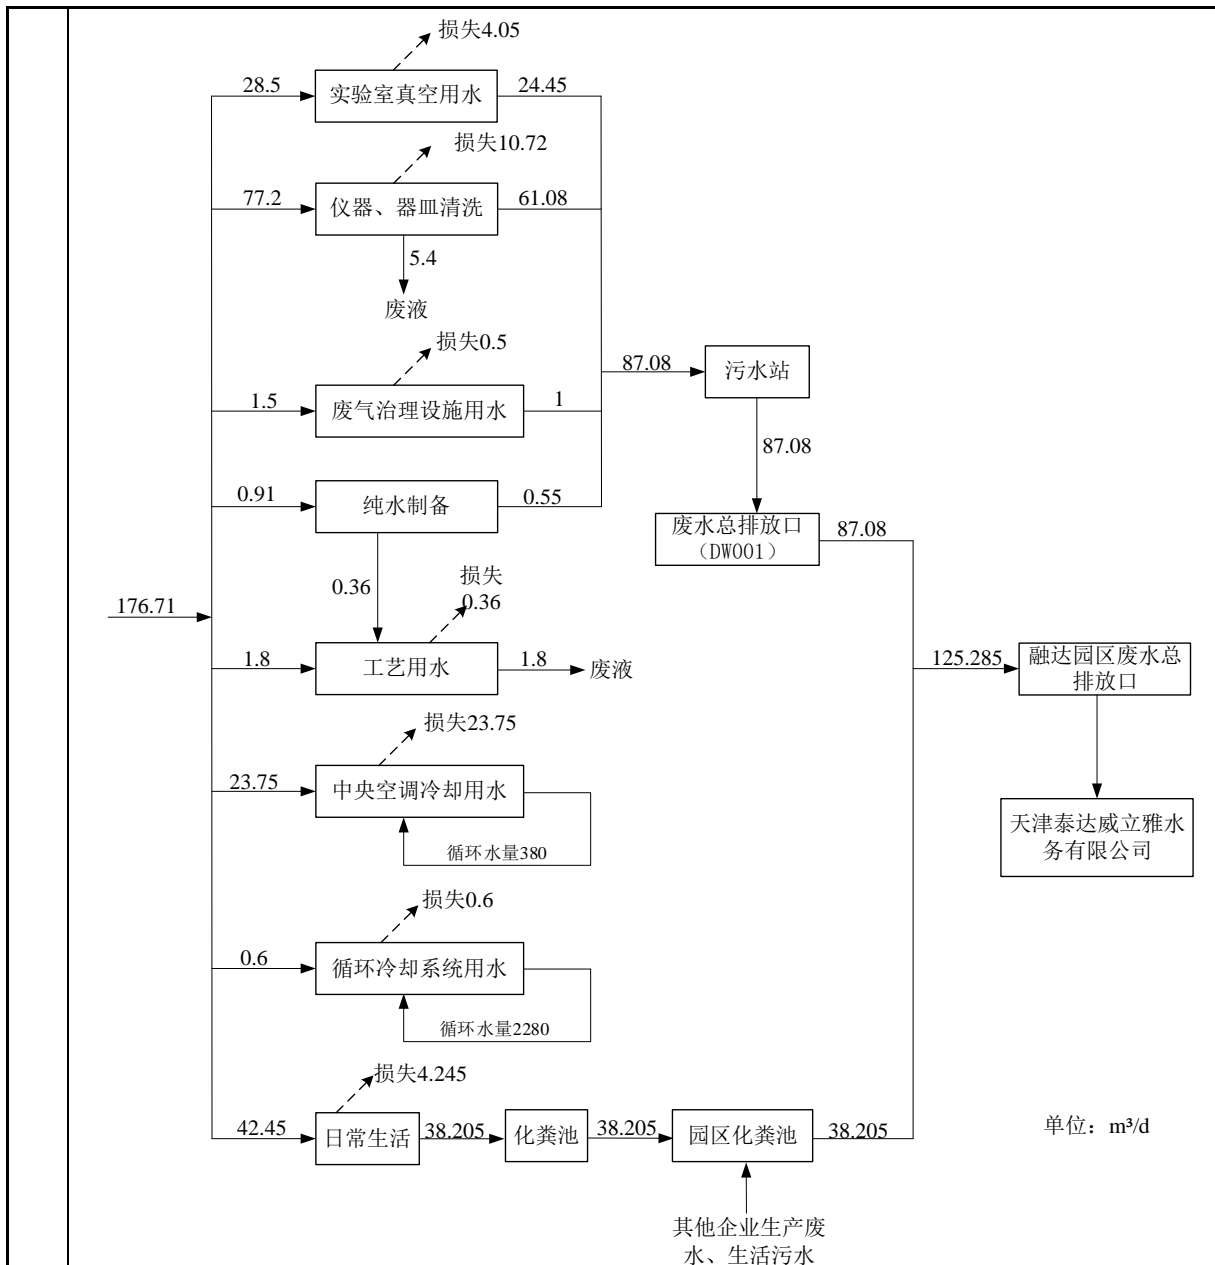 损失4.05
28.5
实验室真空用水
24.45
损失10.72
77.2
仪器、器皿清洗
61.08
5.4
废液
损失0.5
1.5
废气治理设施用水
1
87.08
污水站
87.08
0.91
纯水制备
0.55
废水总排放口
（DW001）
87.08
0.36
损失
0.36
176.71
1.8
工艺用水
1.8
废液
125.285
融达园区废水总
排放口
损失23.75
23.75
中央空调冷却用水
循环水量380
天津泰达威立雅水
务有限公司
损失0.6
0.6
循环冷却系统用水
循环水量2280
损失4.245
42.45
日常生活
38.205
化粪池
38.205
园区化粪池
38.205
单位：m³/d
其他企业生产废
水、生活污水